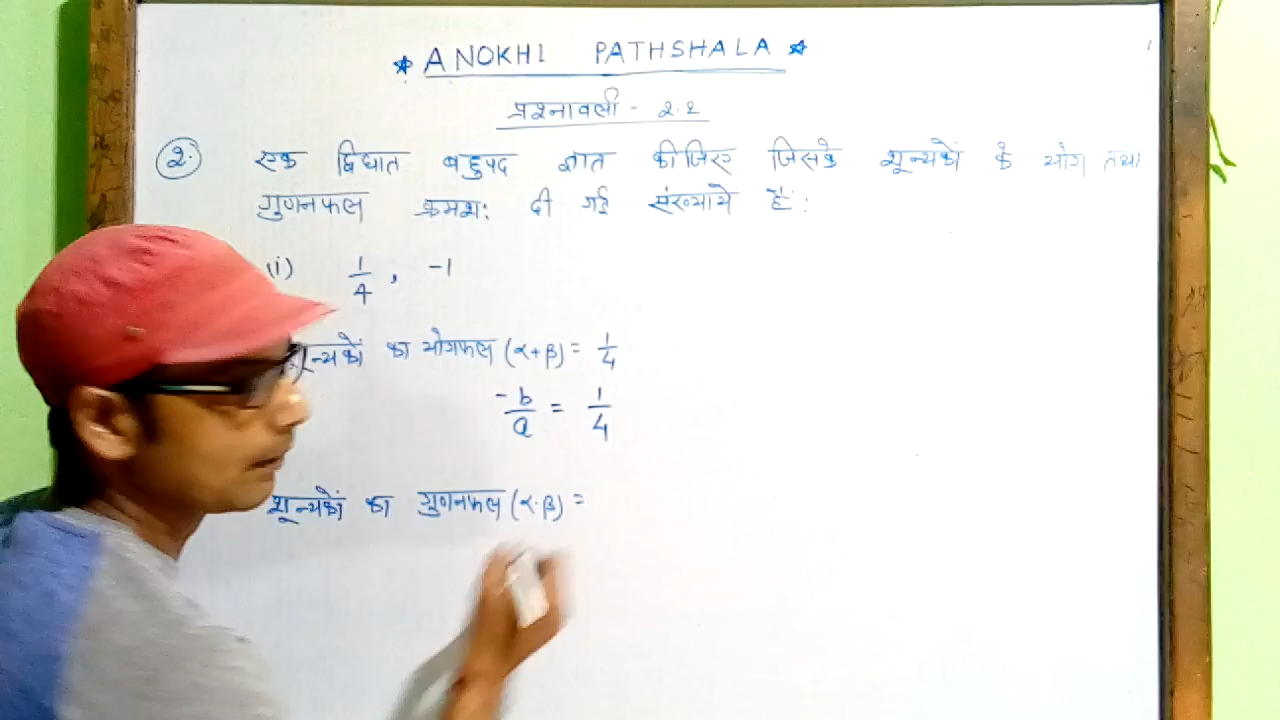 * ANOKHI PATHSHALA *
प्रश्नावली - 2.2
2. एक द्विघात बहुपद ज्ञात कीजिए जिसके शून्यकों के योग तथा
गुणनफल क्रमशः दी गई संख्याये हैं:
(i) 1/4, -1
शून्यकों का योगफल (α+β) = 1/4
-b/a = 1/4
शून्यकों का गुणनफल (α.β) =